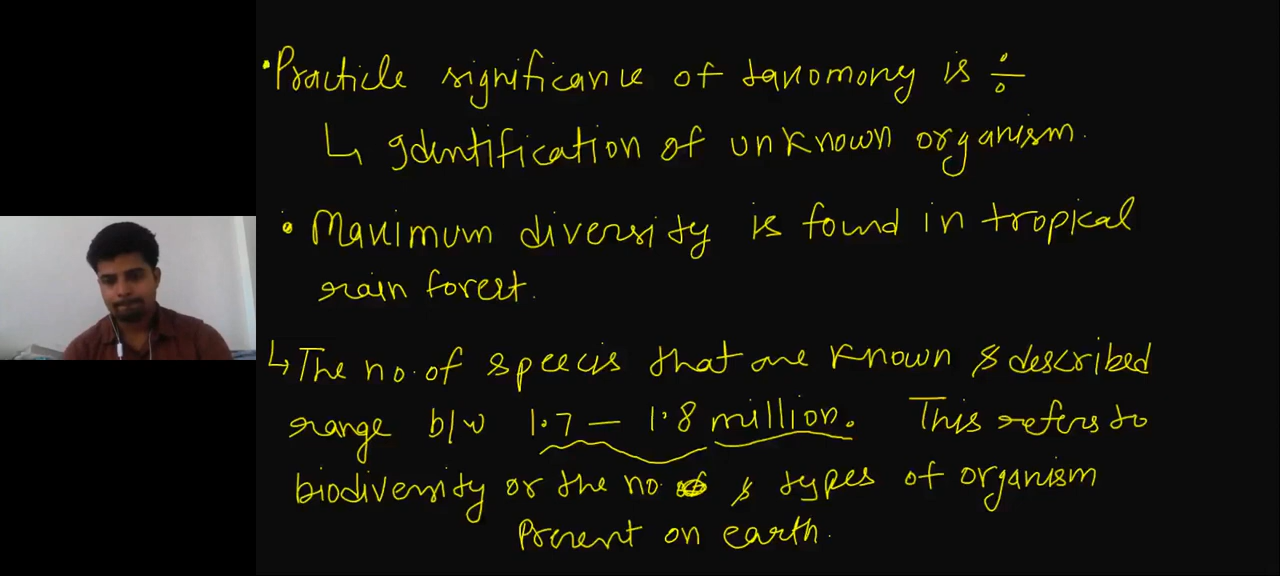 • Practicle significance of taxomony is ÷
↳ Identification of unknown organism.
• Maximum diversity is found in tropical
rain forest.
↳ The no. of specis that are known & described
range b/w 1.7 – 1.8 million. This refers to
biodiversity or the no. & types of organism
Present on earth.